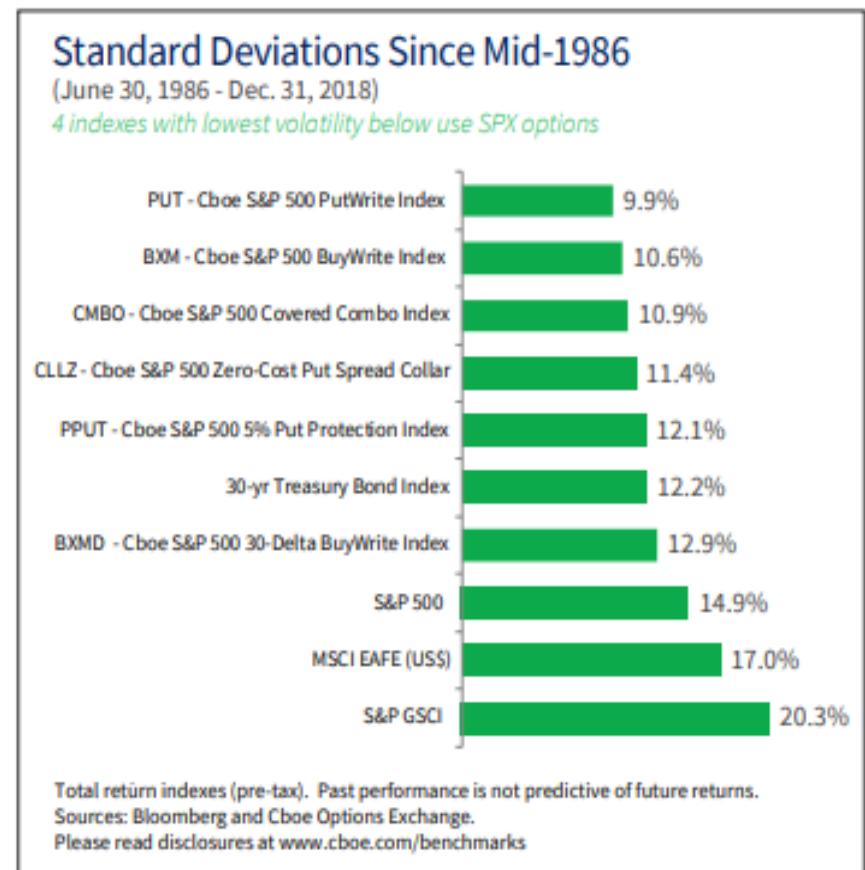 Standard Deviations Since Mid-1986
(June 30, 1986 - Dec. 31, 2018)
4 indexes with lowest volatility below use SPX options
PUT - Cboe S&P 500 PutWrite Index 9.9%
BXM - Cboe S&P 500 BuyWrite Index 10.6%
CMBO - Cboe S&P 500 Covered Combo Index 10.9%
CLLZ - Cboe S&P 500 Zero-Cost Put Spread Collar 11.4%
PPUT - Cboe S&P 500 5% Put Protection Index 12.1%
30-yr Treasury Bond Index 12.2%
BXMD - Cboe S&P 500 30-Delta BuyWrite Index 12.9%
S&P 500 14.9%
MSCI EAFE (US$) 17.0%
S&P GSCI 20.3%
Total return indexes (pre-tax). Past performance is not predictive of future returns.
Sources: Bloomberg and Cboe Options Exchange.
Please read disclosures at www.cboe.com/benchmarks